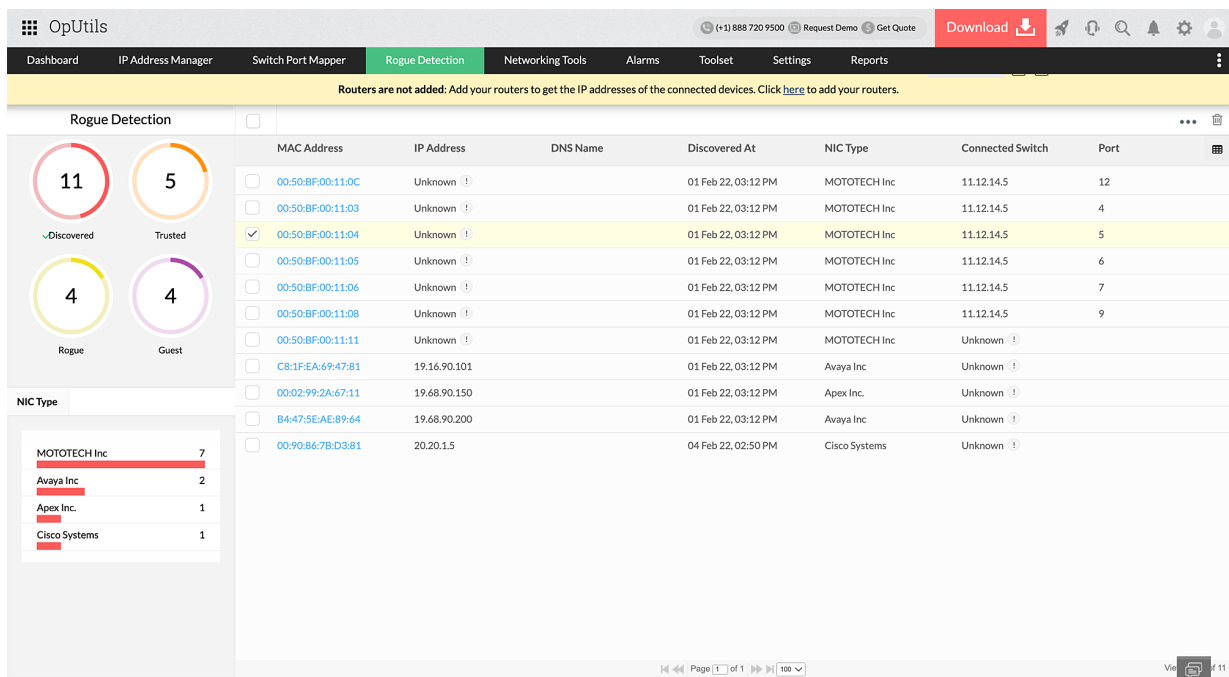 OpUtils
(+1) 888 720 9500 Request Demo $ Get Quote
Download
Dashboard IP Address Manager Switch Port Mapper Rogue Detection Networking Tools Alarms Toolset Settings Reports
Routers are not added: Add your routers to get the IP addresses of the connected devices. Click here to add your routers.
Rogue Detection
11
Discovered
5
Trusted
4
Rogue
4
Guest
NIC Type
MOTOTECH Inc 7
Avaya Inc 2
Apex Inc. 1
Cisco Systems 1
MAC Address IP Address DNS Name Discovered At NIC Type Connected Switch Port
00:50:BF:00:11:0C Unknown ! 01 Feb 22, 03:12 PM MOTOTECH Inc 11.12.14.5 12
00:50:BF:00:11:03 Unknown ! 01 Feb 22, 03:12 PM MOTOTECH Inc 11.12.14.5 4
00:50:BF:00:11:04 Unknown ! 01 Feb 22, 03:12 PM MOTOTECH Inc 11.12.14.5 5
00:50:BF:00:11:05 Unknown ! 01 Feb 22, 03:12 PM MOTOTECH Inc 11.12.14.5 6
00:50:BF:00:11:06 Unknown ! 01 Feb 22, 03:12 PM MOTOTECH Inc 11.12.14.5 7
00:50:BF:00:11:08 Unknown ! 01 Feb 22, 03:12 PM MOTOTECH Inc 11.12.14.5 9
00:50:BF:00:11:11 Unknown ! 01 Feb 22, 03:12 PM MOTOTECH Inc Unknown !
C8:1F:EA:69:47:81 19.16.90.101 01 Feb 22, 03:12 PM Avaya Inc Unknown !
00:02:99:2A:67:11 19.68.90.150 01 Feb 22, 03:12 PM Apex Inc. Unknown !
B4:47:5E:AE:89:64 19.68.90.200 01 Feb 22, 03:12 PM Avaya Inc Unknown !
00:90:86:7B:D3:81 20.20.1.5 04 Feb 22, 02:50 PM Cisco Systems Unknown !
Page 1 of 1 100
of 11